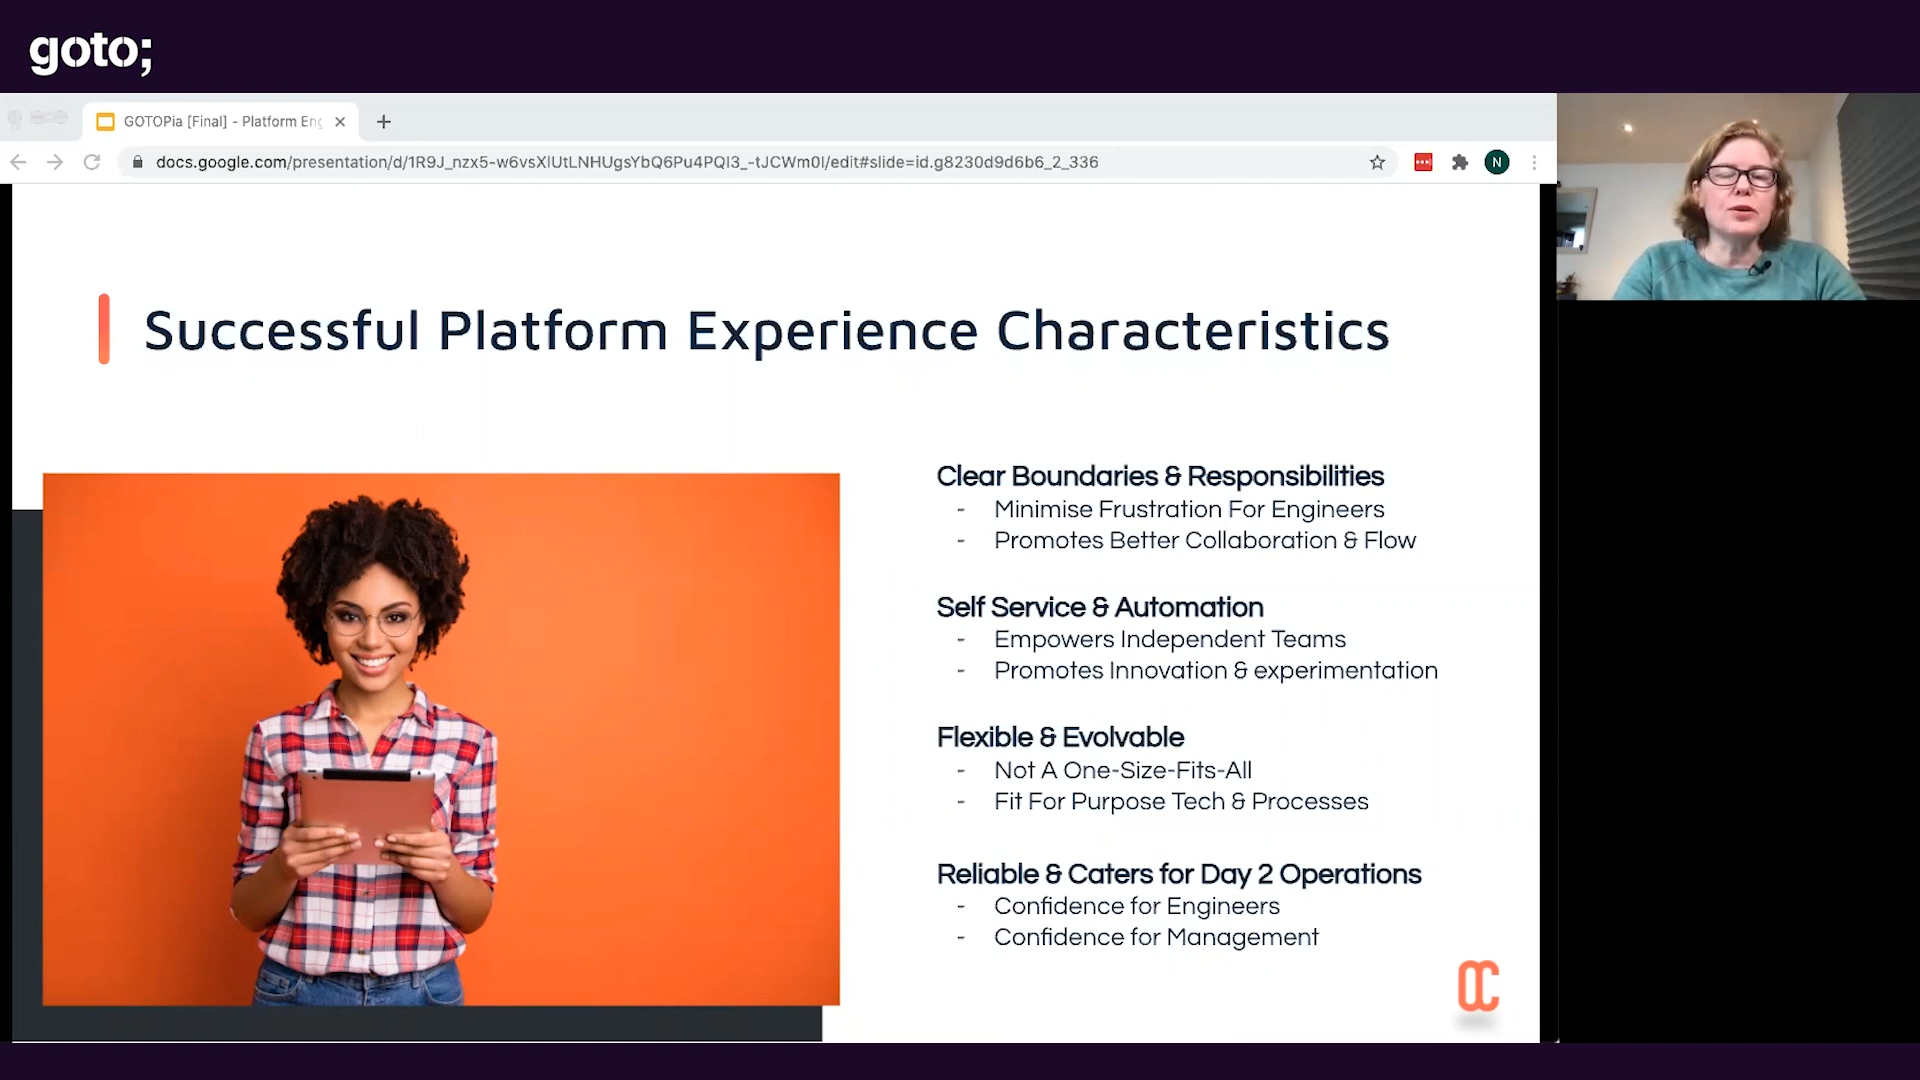 goto;
GOTOPia [Final] - Platform Eng
docs.google.com/presentation/d/1R9J_nzx5-w6vsXlUtLNHUgsYbQ6Pu4PQI3_-tJCWm0I/edit#slide=id.g8230d9d6b6_2_336
N
Successful Platform Experience Characteristics
Clear Boundaries & Responsibilities
- Minimise Frustration For Engineers
- Promotes Better Collaboration & Flow
Self Service & Automation
- Empowers Independent Teams
- Promotes Innovation & experimentation
Flexible & Evolvable
- Not A One-Size-Fits-All
- Fit For Purpose Tech & Processes
Reliable & Caters for Day 2 Operations
- Confidence for Engineers
- Confidence for Management